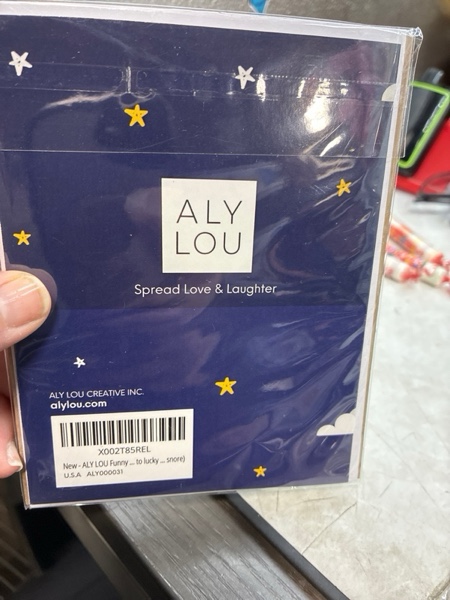 ALY
LOU
Spread Love & Laughter
ALY LOU CREATIVE INC.
alylou.com
X002T85REL
New - ALY LOU Funny ... to lucky ... snore)
U.S.A ALY000031